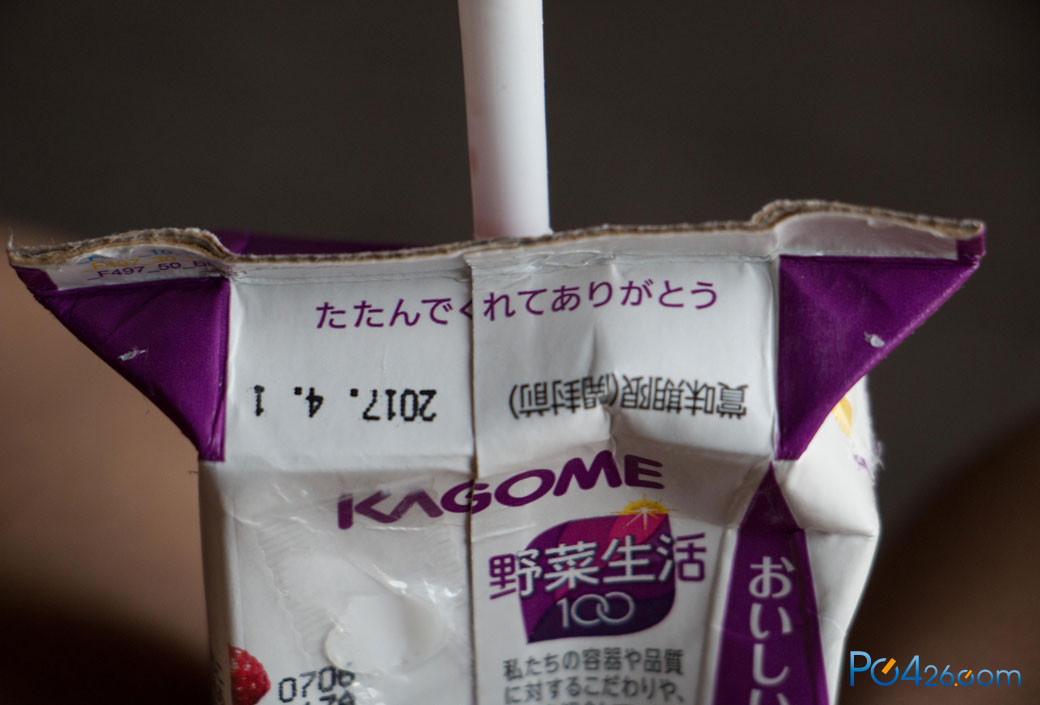 F497_50
たたんでくれてありがとう
賞味期限(開封前)
2017. 4. 1
KAGOME
野菜生活
100
おいしい
私たちの容器や品質
に対するこだわりや、
0706
PC426.com